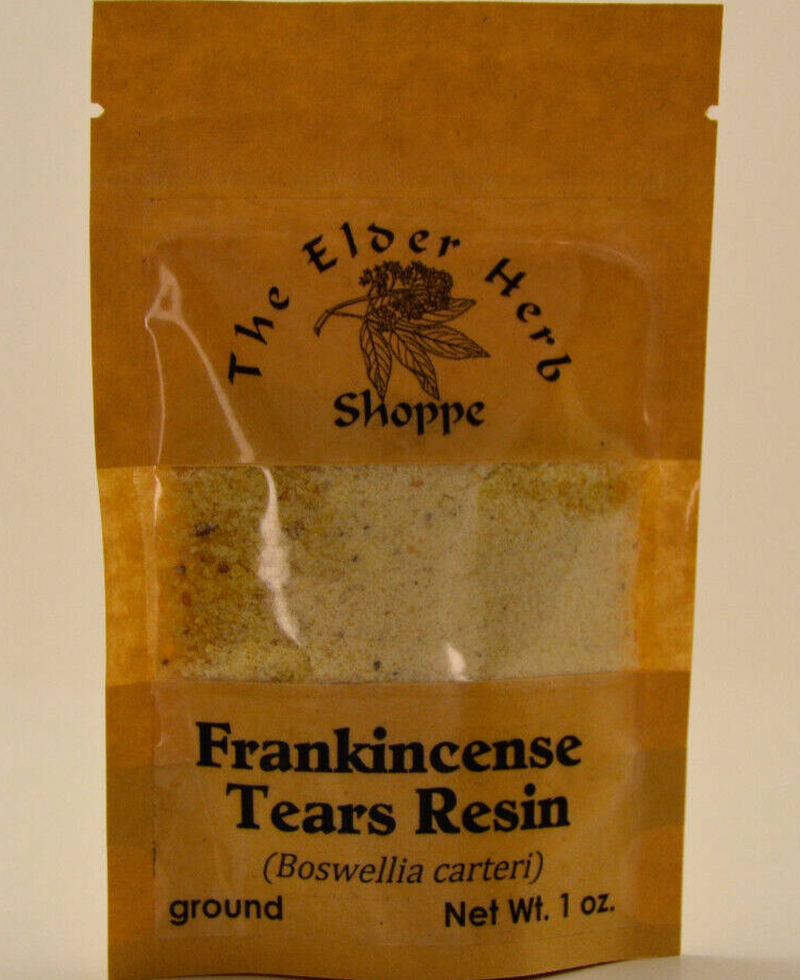 The Elder Herb
Shoppe
Frankincense
Tears Resin
(Boswellia carteri)
ground Net Wt. 1 oz.